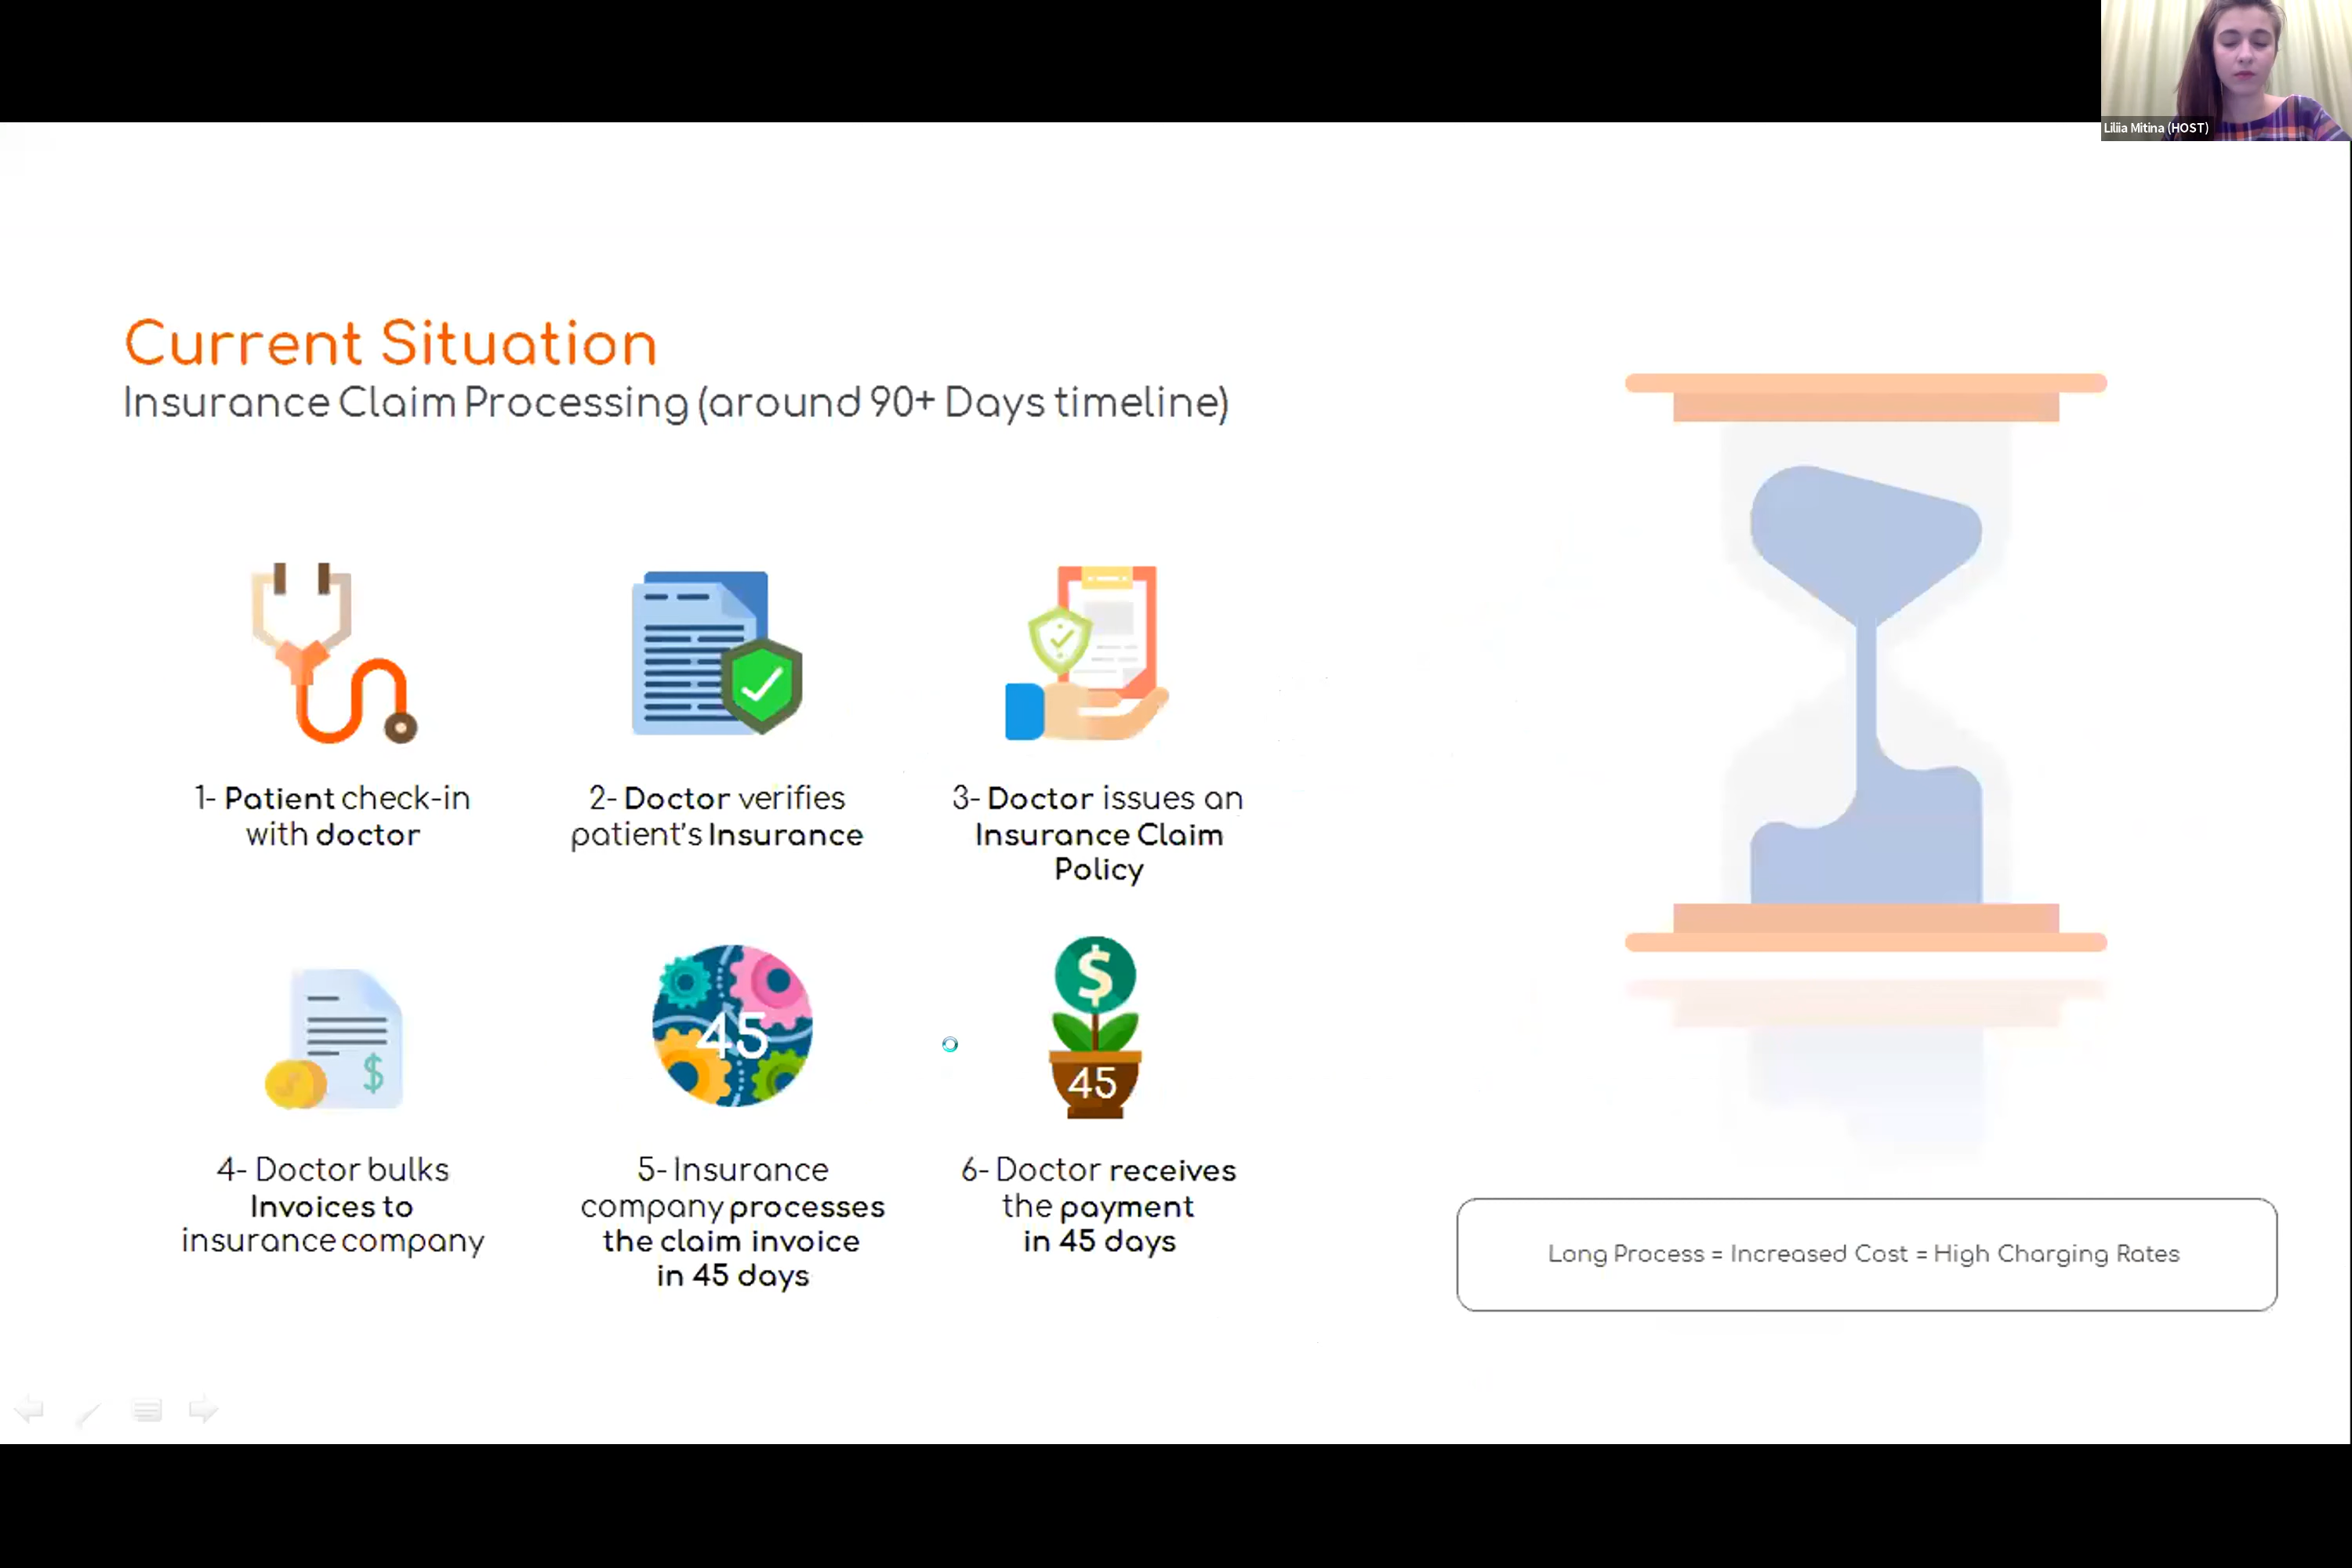 Liliia Mitina (HOST)
Current Situation
Insurance Claim Processing (around 90+ Days timeline)
1- Patient check-in
with doctor
2- Doctor verifies
patient's Insurance
3- Doctor issues an
Insurance Claim
Policy
$
45
$
45
4- Doctor bulks
Invoices to
insurance company
5- Insurance
company processes
the claim invoice
in 45 days
6- Doctor receives
the payment
in 45 days
Long Process = Increased Cost = High Charging Rates